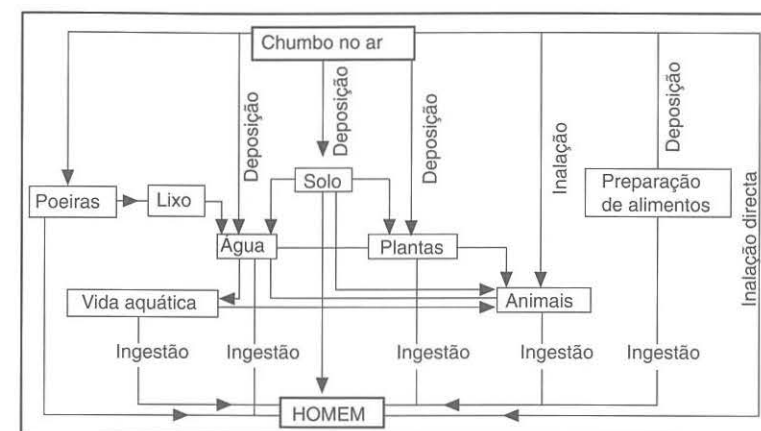 Chumbo no ar
Deposição
Deposição
Deposição
Inalação
Deposição
Inalação directa
Poeiras
Lixo
Solo
Preparação
de alimentos
Água
Plantas
Vida aquática
Animais
Ingestão
Ingestão
Ingestão
Ingestão
Ingestão
HOMEM